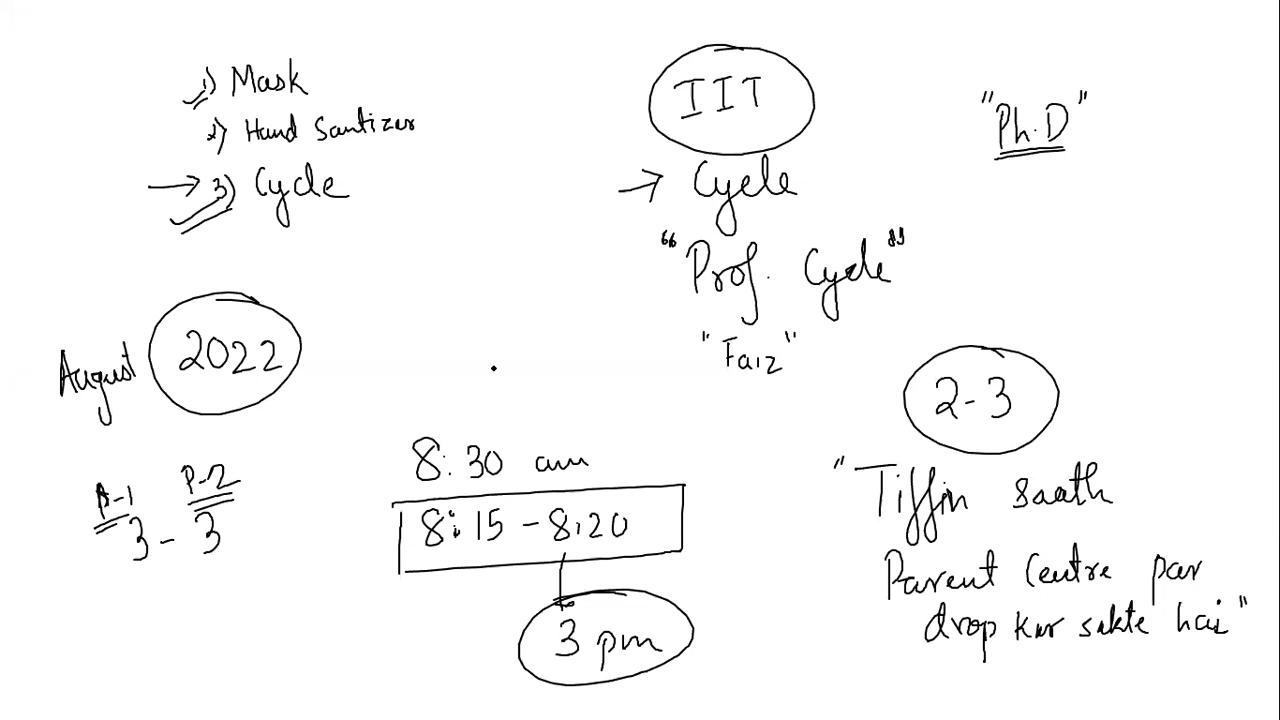 1) Mask
2) Hand Santizer
→ 3) Cycle
IIT
→ Cycle
"Prof. Cycle"
"Faiz"
"Ph.D"
August 2022
P-1 P-2
3 - 3
8:30 am
8:15 - 8:20
3 pm
2-3
"Tiffin saath
Parent Centre par
drop kar sakte hai"